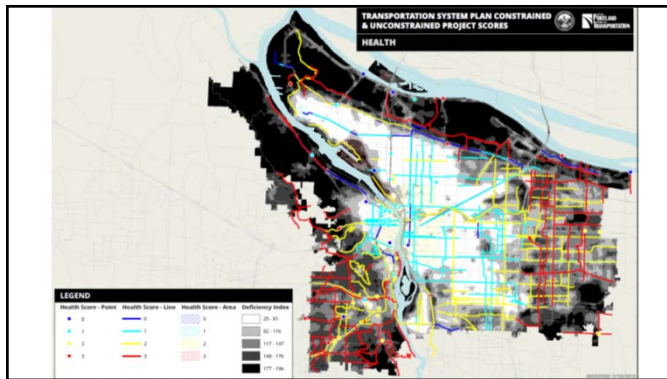 TRANSPORTATION SYSTEM PLAN CONSTRAINED
& UNCONSTRAINED PROJECT SCORES
PORTLAND
TRANSPORTATION
HEALTH
LEGEND
Health Score - Point Health Score - Line Health Score - Area Deficiency Index
0 0 0 25 - 81
1 1 1 82 - 116
2 2 2 117 - 147
3 3 3 148 - 176
177 - 196